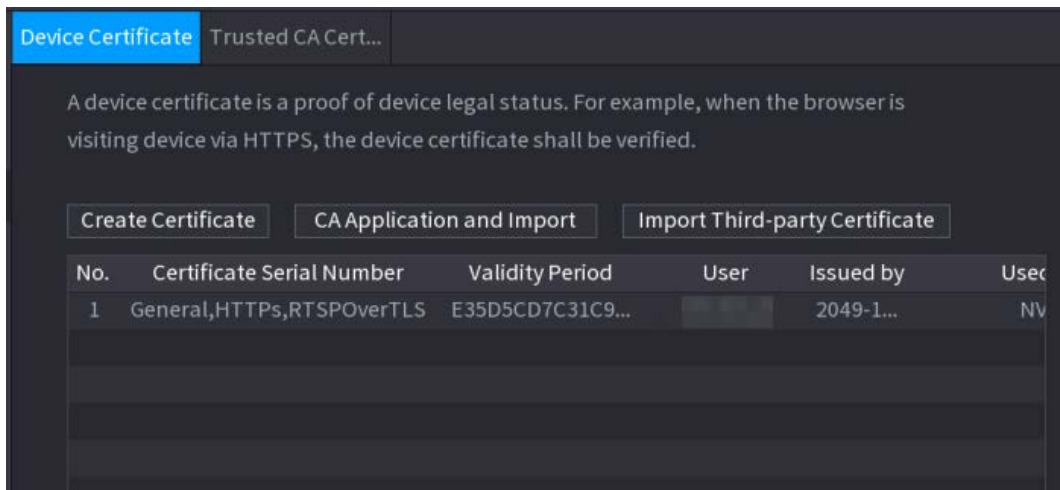 Device Certificate Trusted CA Cert...
A device certificate is a proof of device legal status. For example, when the browser is
visiting device via HTTPS, the device certificate shall be verified.
Create Certificate CA Application and Import Import Third-party Certificate
No. Certificate Serial Number Validity Period User Issued by Used
1 General,HTTPs,RTSPOverTLS E35D5CD7C31C9... 2049-1... NV